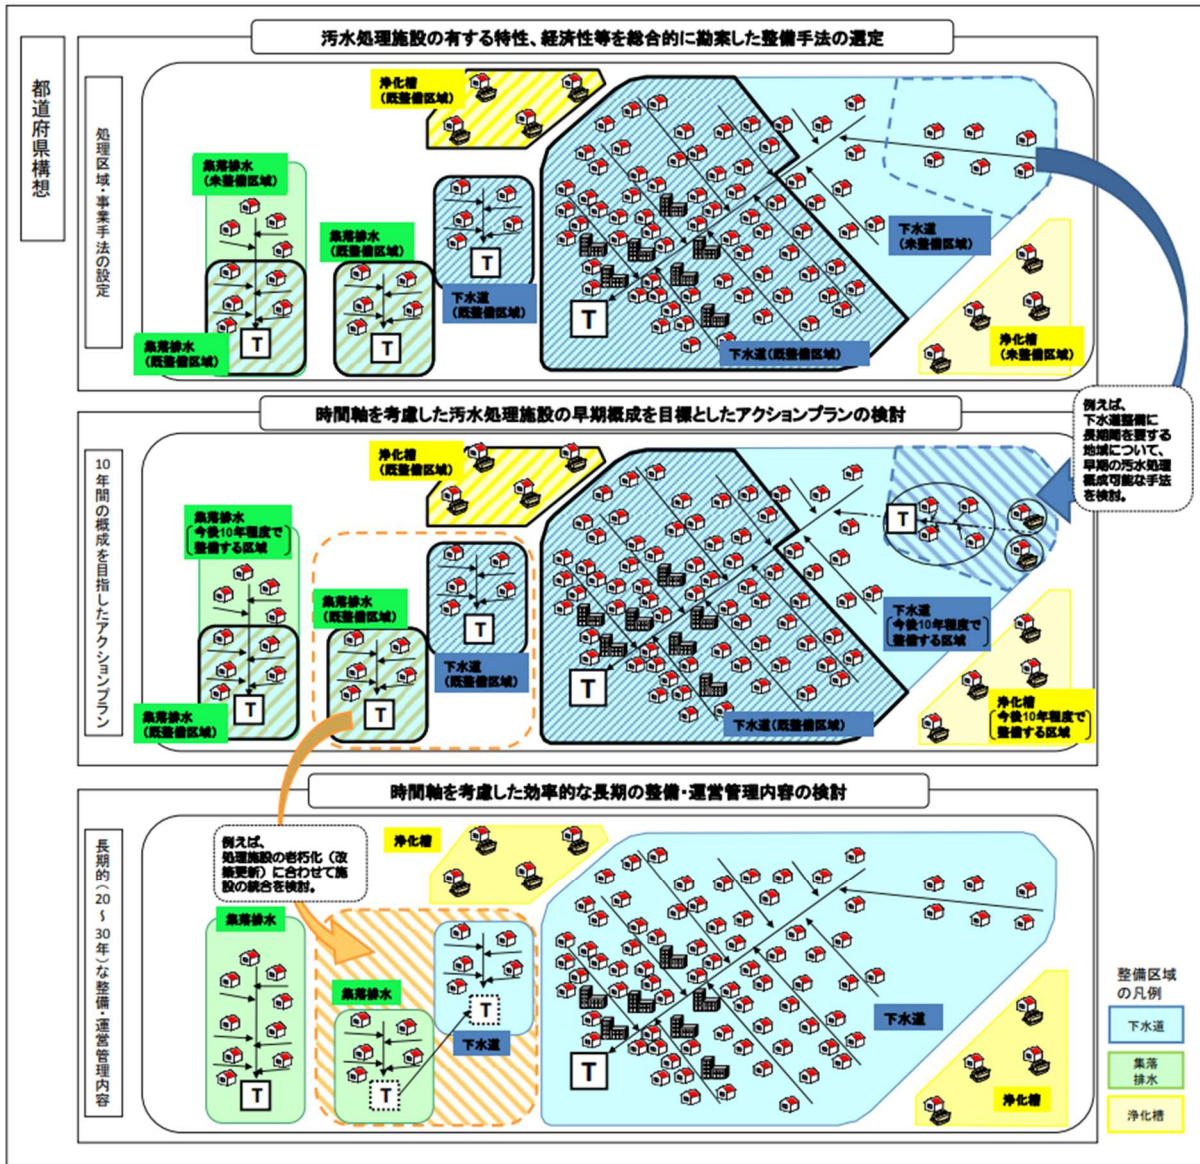 都道府県構想
汚水処理施設の有する特性、経済性等を総合的に勘案した整備手法の選定
処理区域・事業手法の設定
浄化槽
(既整備区域)
集落排水
(未整備区域)
集落排水
(既整備区域)
T
下水道
(既整備区域)
T
集落排水
(既整備区域)
T
T
下水道(既整備区域)
下水道
(未整備区域)
浄化槽
(未整備区域)
例えば、
下水道整備に
長期間を要する
地域について、
早期の汚水処理
概成可能な手法
を検討。
時間軸を考慮した汚水処理施設の早期概成を目標としたアクションプランの検討
10年間の概成を目指したアクションプラン
浄化槽
(既整備区域)
集落排水
今後10年程度で
整備する区域
集落排水
(既整備区域)
T
下水道
(既整備区域)
T
集落排水
(既整備区域)
T
T
下水道(既整備区域)
T
下水道
今後10年程度で
整備する区域
浄化槽
今後10年程度で
整備する区域
時間軸を考慮した効率的な長期の整備・運営管理内容の検討
長期的(20～30年)な整備・運営管理内容
例えば、
処理施設の老朽化(改
築更新)に合わせて施
設の統合を検討。
浄化槽
集落排水
T
集落排水
T
T
下水道
T
下水道
浄化槽
整備区域
の凡例
下水道
集落
排水
浄化槽